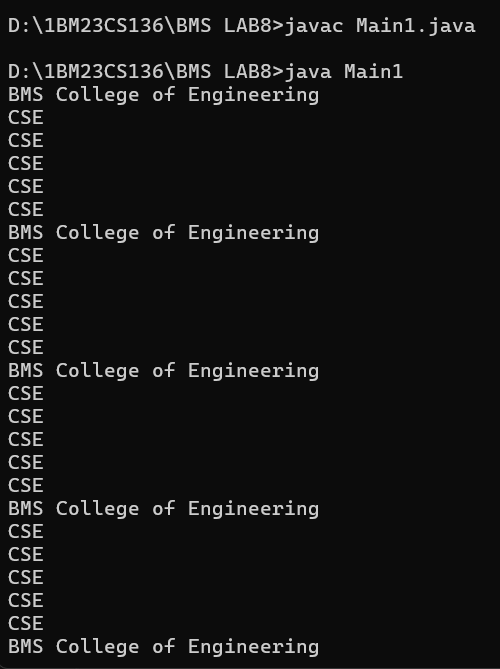 D:\1BM23CS136\BMS LAB8>javac Main1.java
D:\1BM23CS136\BMS LAB8>java Main1
BMS College of Engineering
CSE
CSE
CSE
CSE
CSE
BMS College of Engineering
CSE
CSE
CSE
CSE
CSE
BMS College of Engineering
CSE
CSE
CSE
CSE
CSE
BMS College of Engineering
CSE
CSE
CSE
CSE
CSE
BMS College of Engineering